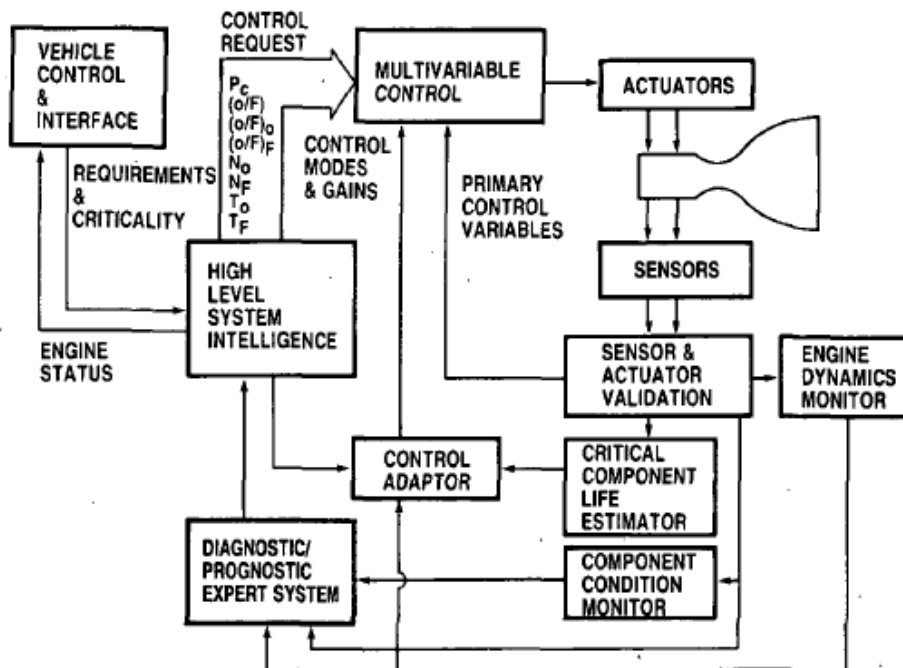 VEHICLE
CONTROL
&
INTERFACE
CONTROL
REQUEST
Pc
(o/F)
(o/F)o
(o/F)F
No
NF
To
TF
MULTIVARIABLE
CONTROL
ACTUATORS
CONTROL
MODES
& GAINS
REQUIREMENTS
&
CRITICALITY
PRIMARY
CONTROL
VARIABLES
HIGH
LEVEL
SYSTEM
INTELLIGENCE
SENSORS
ENGINE
STATUS
SENSOR &
ACTUATOR
VALIDATION
ENGINE
DYNAMICS
MONITOR
CONTROL
ADAPTOR
CRITICAL
COMPONENT
LIFE
ESTIMATOR
DIAGNOSTIC/
PROGNOSTIC
EXPERT SYSTEM
COMPONENT
CONDITION
MONITOR